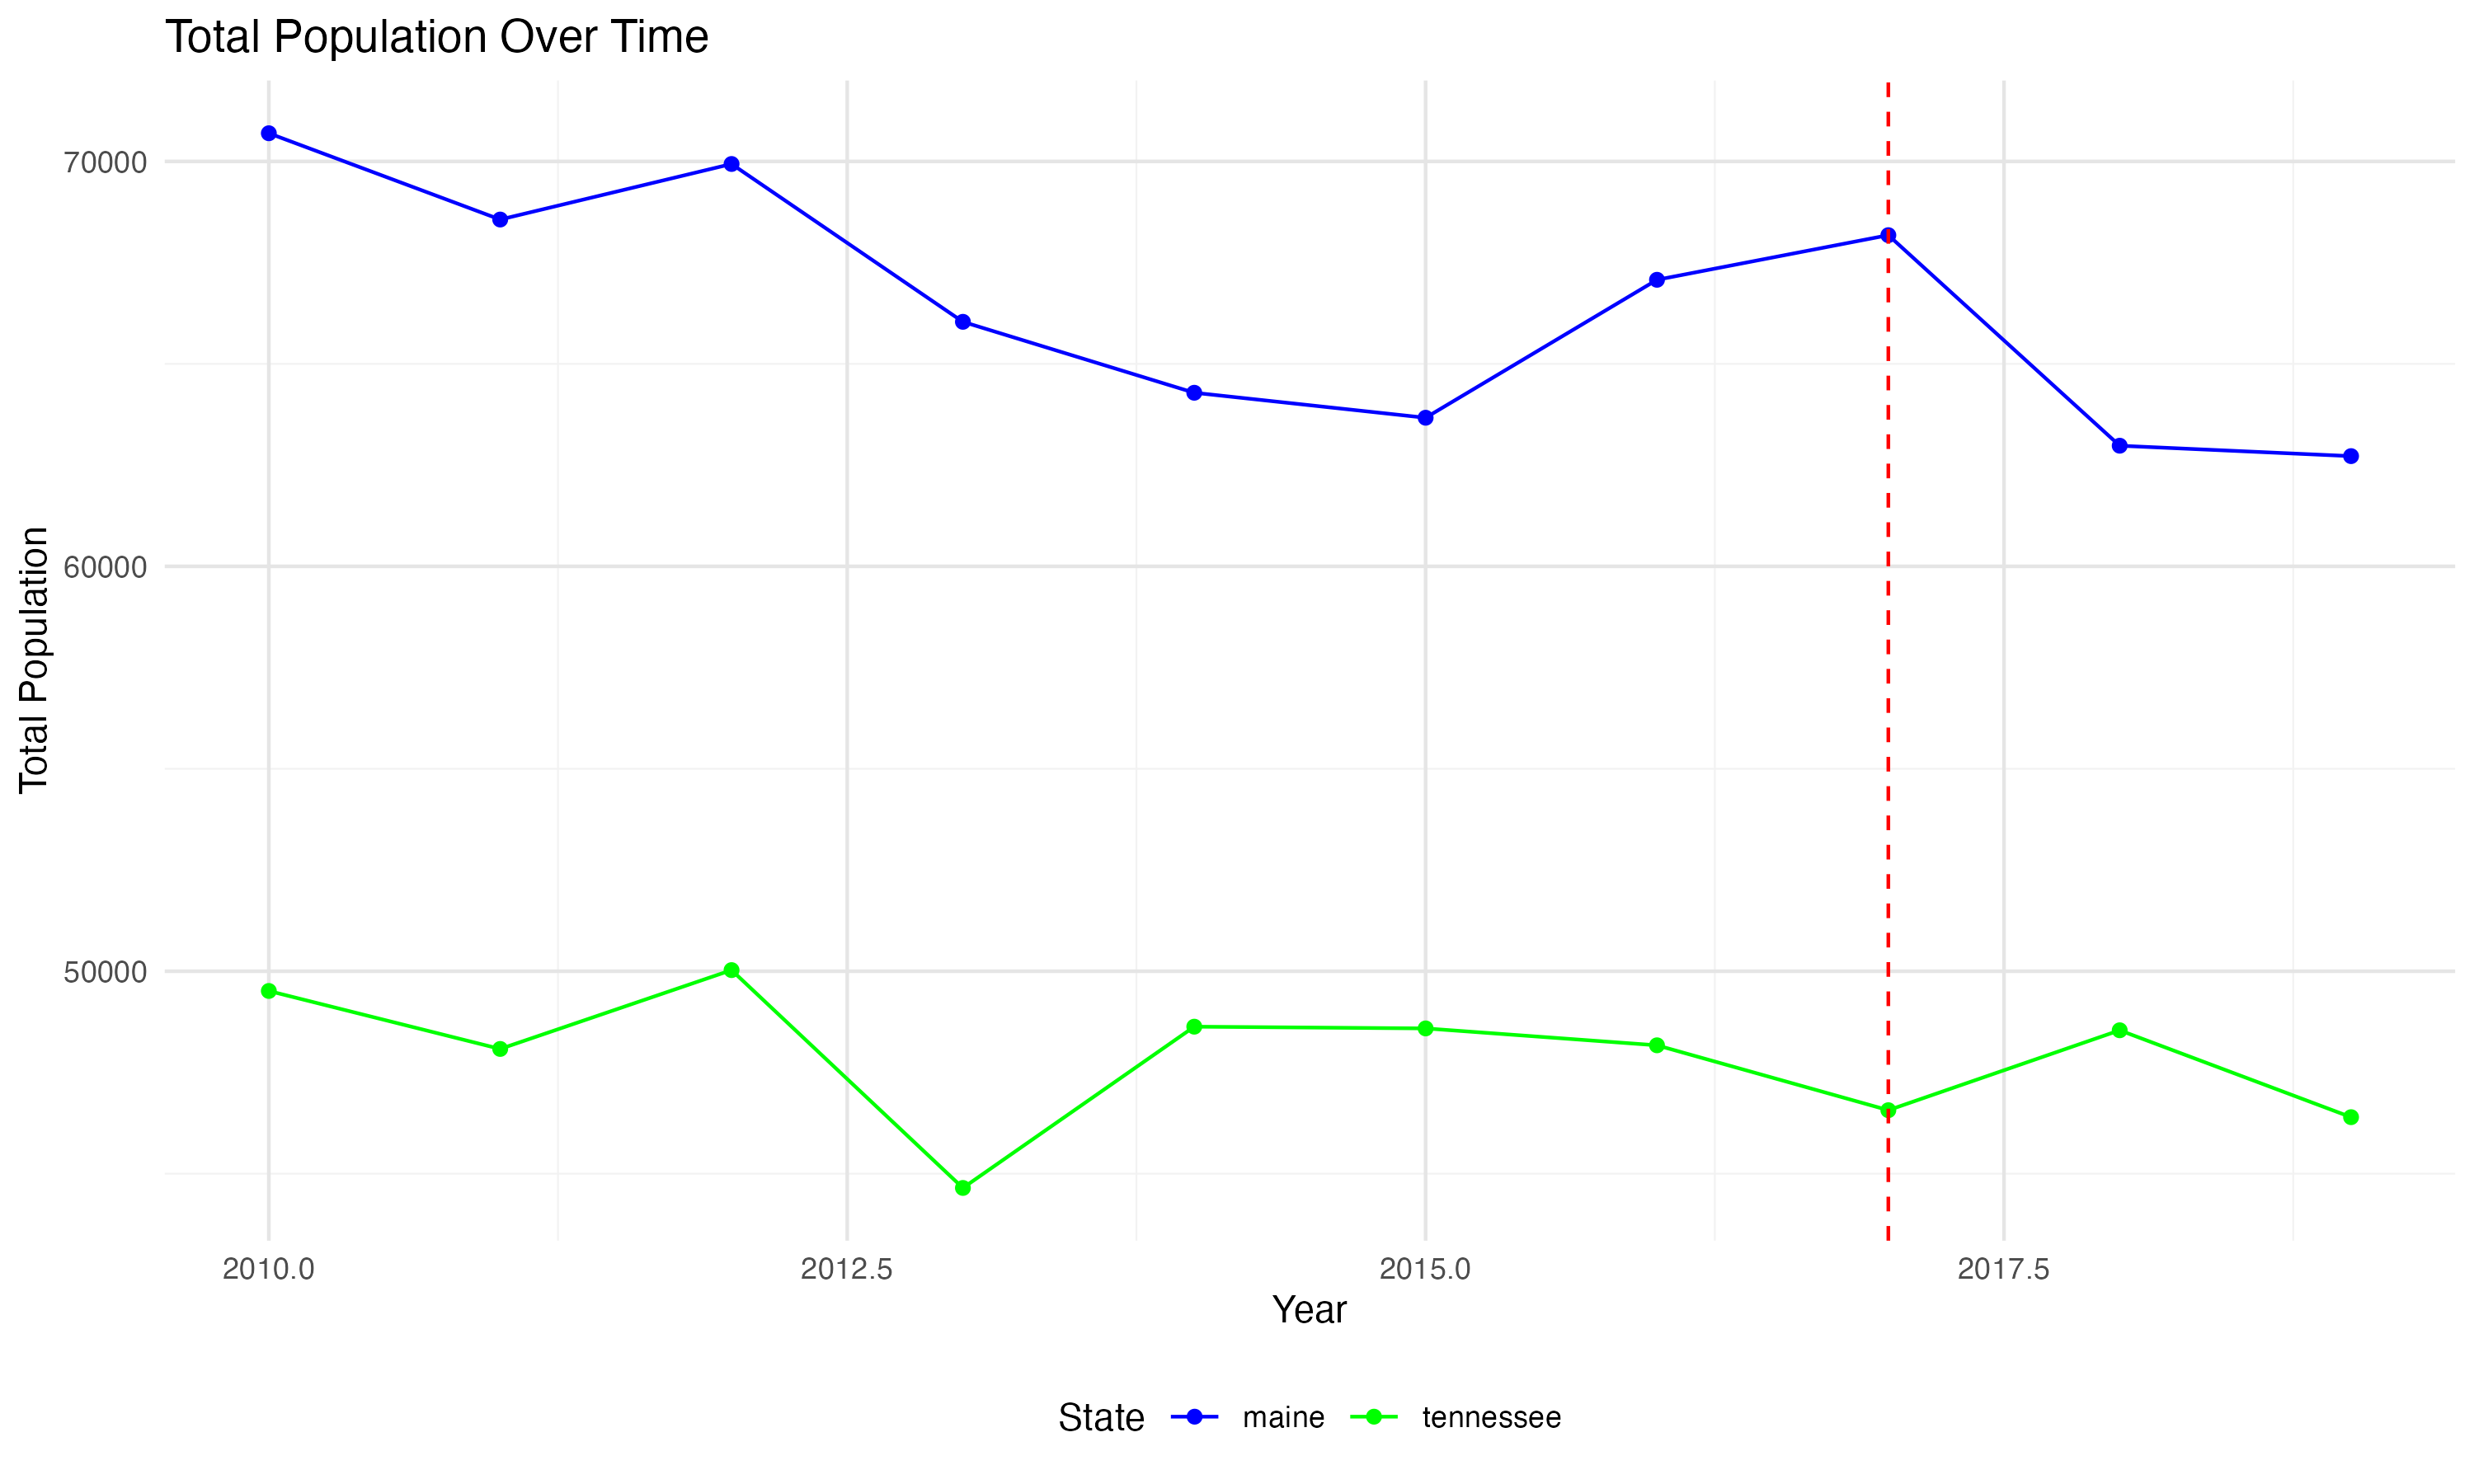 Total Population Over Time
Total Population
70000
60000
50000
2010.0 2012.5 2015.0 2017.5
Year
State maine tennessee